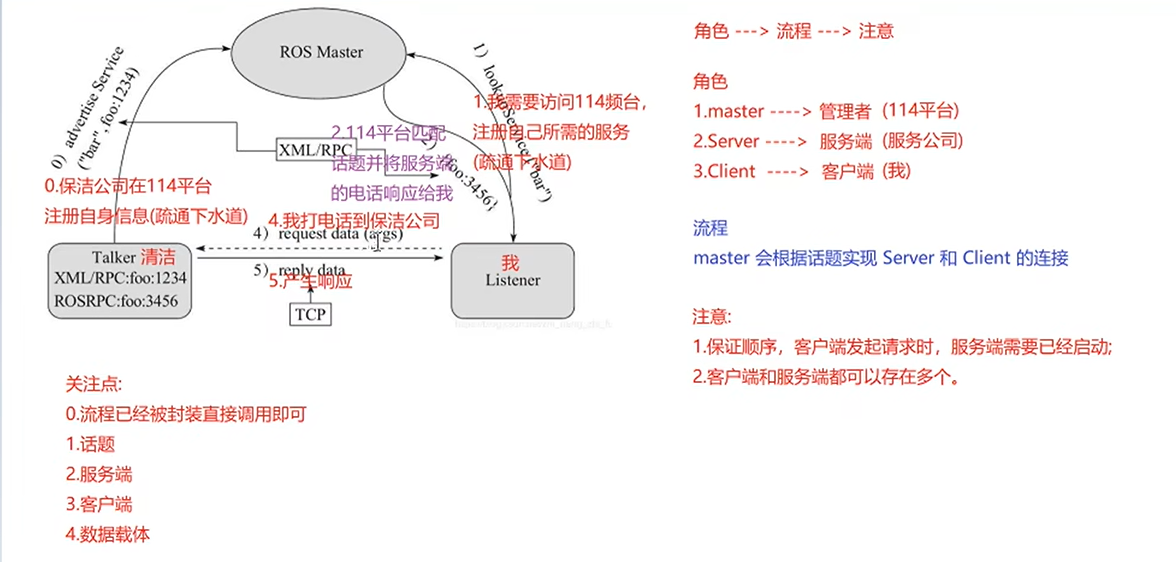 ROS Master
0）advertise Service
("bar",foo:1234)
1）lookupService ("bar")
1.我需要访问114频台，
注册自己所需的服务
(疏通下水道)
XML/RPC
2.114平台匹配
话题并将服务端
的电话响应给我
foo:3456}
0.保洁公司在114平台
注册自身信息(疏通下水道)
4.我打电话到保洁公司
4）request data (args)
5）reply data
5.产生响应
TCP
Talker 清洁
XML/RPC:foo:1234
ROSRPC:foo:3456
我
Listener
关注点:
0.流程已经被封装直接调用即可
1.话题
2.服务端
3.客户端
4.数据载体
角色 ---> 流程 ---> 注意
角色
1.master ----> 管理者（114平台）
2.Server ----> 服务端（服务公司）
3.Client ----> 客户端（我）
流程
master 会根据话题实现 Server 和 Client 的连接
注意:
1.保证顺序，客户端发起请求时，服务端需要已经启动;
2.客户端和服务端都可以存在多个。